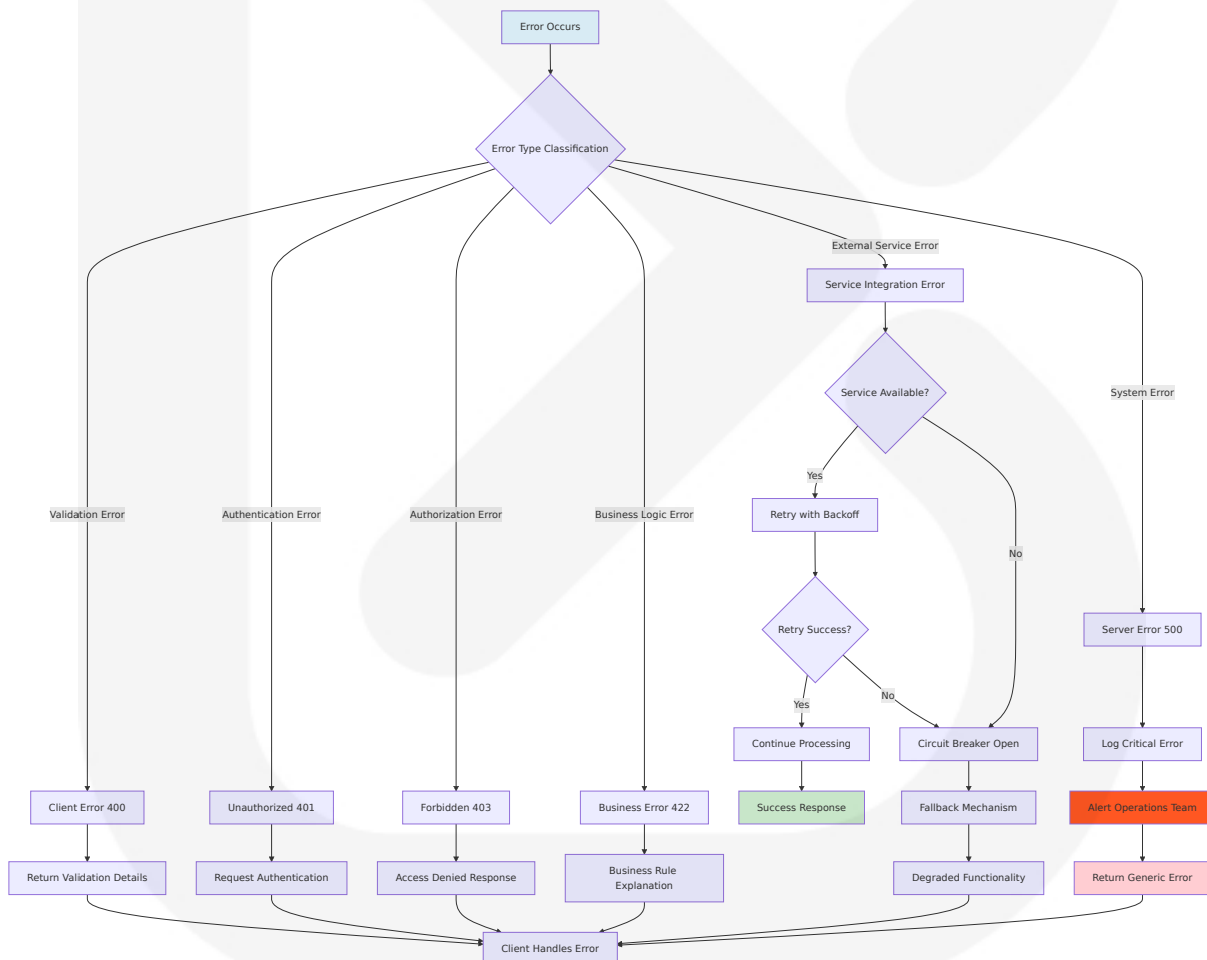 Error Occurs
Error Type Classification
External Service Error
Service Integration Error
Service Available?
System Error
Yes
Validation Error
Authentication Error
Authorization Error
Business Logic Error
Retry with Backoff
No
Retry Success?
Server Error 500
No
Yes
Continue Processing
Circuit Breaker Open
Log Critical Error
Client Error 400
Unauthorized 401
Forbidden 403
Business Error 422
Success Response
Fallback Mechanism
Alert Operations Team
Return Validation Details
Request Authentication
Access Denied Response
Business Rule
Explanation
Degraded Functionality
Return Generic Error
Client Handles Error